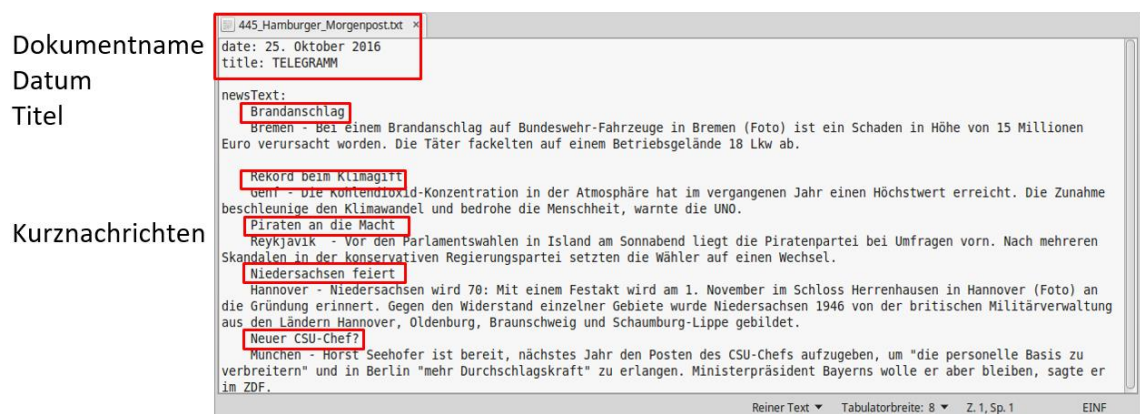 Dokumentname
Datum
Titel
Kurznachrichten
445_Hamburger_Morgenpost.txt ×
date: 25. Oktober 2016
title: TELEGRAMM
newsText:
Brandanschlag
Bremen - Bei einem Brandanschlag auf Bundeswehr-Fahrzeuge in Bremen (Foto) ist ein Schaden in Höhe von 15 Millionen
Euro verursacht worden. Die Täter fackelten auf einem Betriebsgelände 18 Lkw ab.
Rekord beim Klimagift
Genf - Die Kohlendioxid-Konzentration in der Atmosphäre hat im vergangenen Jahr einen Höchstwert erreicht. Die Zunahme
beschleunige den Klimawandel und bedrohe die Menschheit, warnte die UNO.
Piraten an die Macht
Reykjavik - Vor den Parlamentswahlen in Island am Sonnabend liegt die Piratenpartei bei Umfragen vorn. Nach mehreren
Skandalen in der konservativen Regierungspartei setzten die Wähler auf einen Wechsel.
Niedersachsen feiert
Hannover - Niedersachsen wird 70: Mit einem Festakt wird am 1. November im Schloss Herrenhausen in Hannover (Foto) an
die Gründung erinnert. Gegen den Widerstand einzelner Gebiete wurde Niedersachsen 1946 von der britischen Militärverwaltung
aus den Ländern Hannover, Oldenburg, Braunschweig und Schaumburg-Lippe gebildet.
Neuer CSU-Chef?
München - Horst Seehofer ist bereit, nächstes Jahr den Posten des CSU-Chefs aufzugeben, um "die personelle Basis zu
verbreitern" und in Berlin "mehr Durchschlagskraft" zu erlangen. Ministerpräsident Bayerns wolle er aber bleiben, sagte er
im ZDF.
Reiner Text ▼ Tabulatorbreite: 8 ▼ Z. 1, Sp. 1 EINF